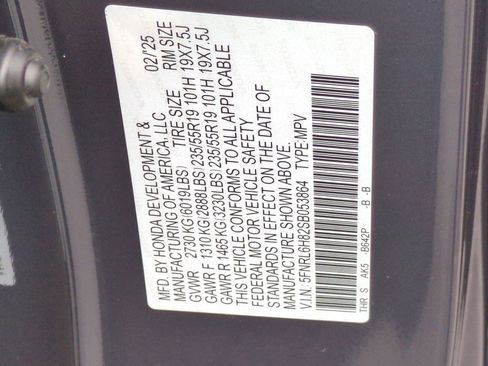 MFD. BY HONDA DEVELOPMENT & 02/'25
MANUFACTURING OF AMERICA, LLC
TIRE SIZE RIM SIZE
GVWR 2730 KG(6019LBS)
GAWR F 1310 KG(2888LBS)235/55R19 101H 19X7.5J
GAWR R 1465 KG(3230LBS)235/55R19 101H 19X7.5J
THIS VEHICLE CONFORMS TO ALL APPLICABLE
FEDERAL MOTOR VEHICLE SAFETY
STANDARDS IN EFFECT ON THE DATE OF
MANUFACTURE SHOWN ABOVE.
V.I.N. 5FNRL6H82SB053864 TYPE:MPV
THR S AK5 -B642P -B -B